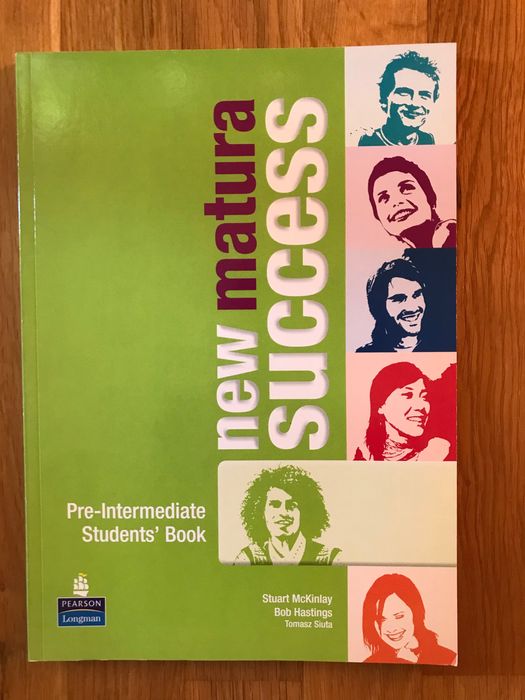 new matura
success
Pre-Intermediate
Students' Book
Stuart McKinlay
Bob Hastings
Tomasz Siuta
PEARSON
Longman